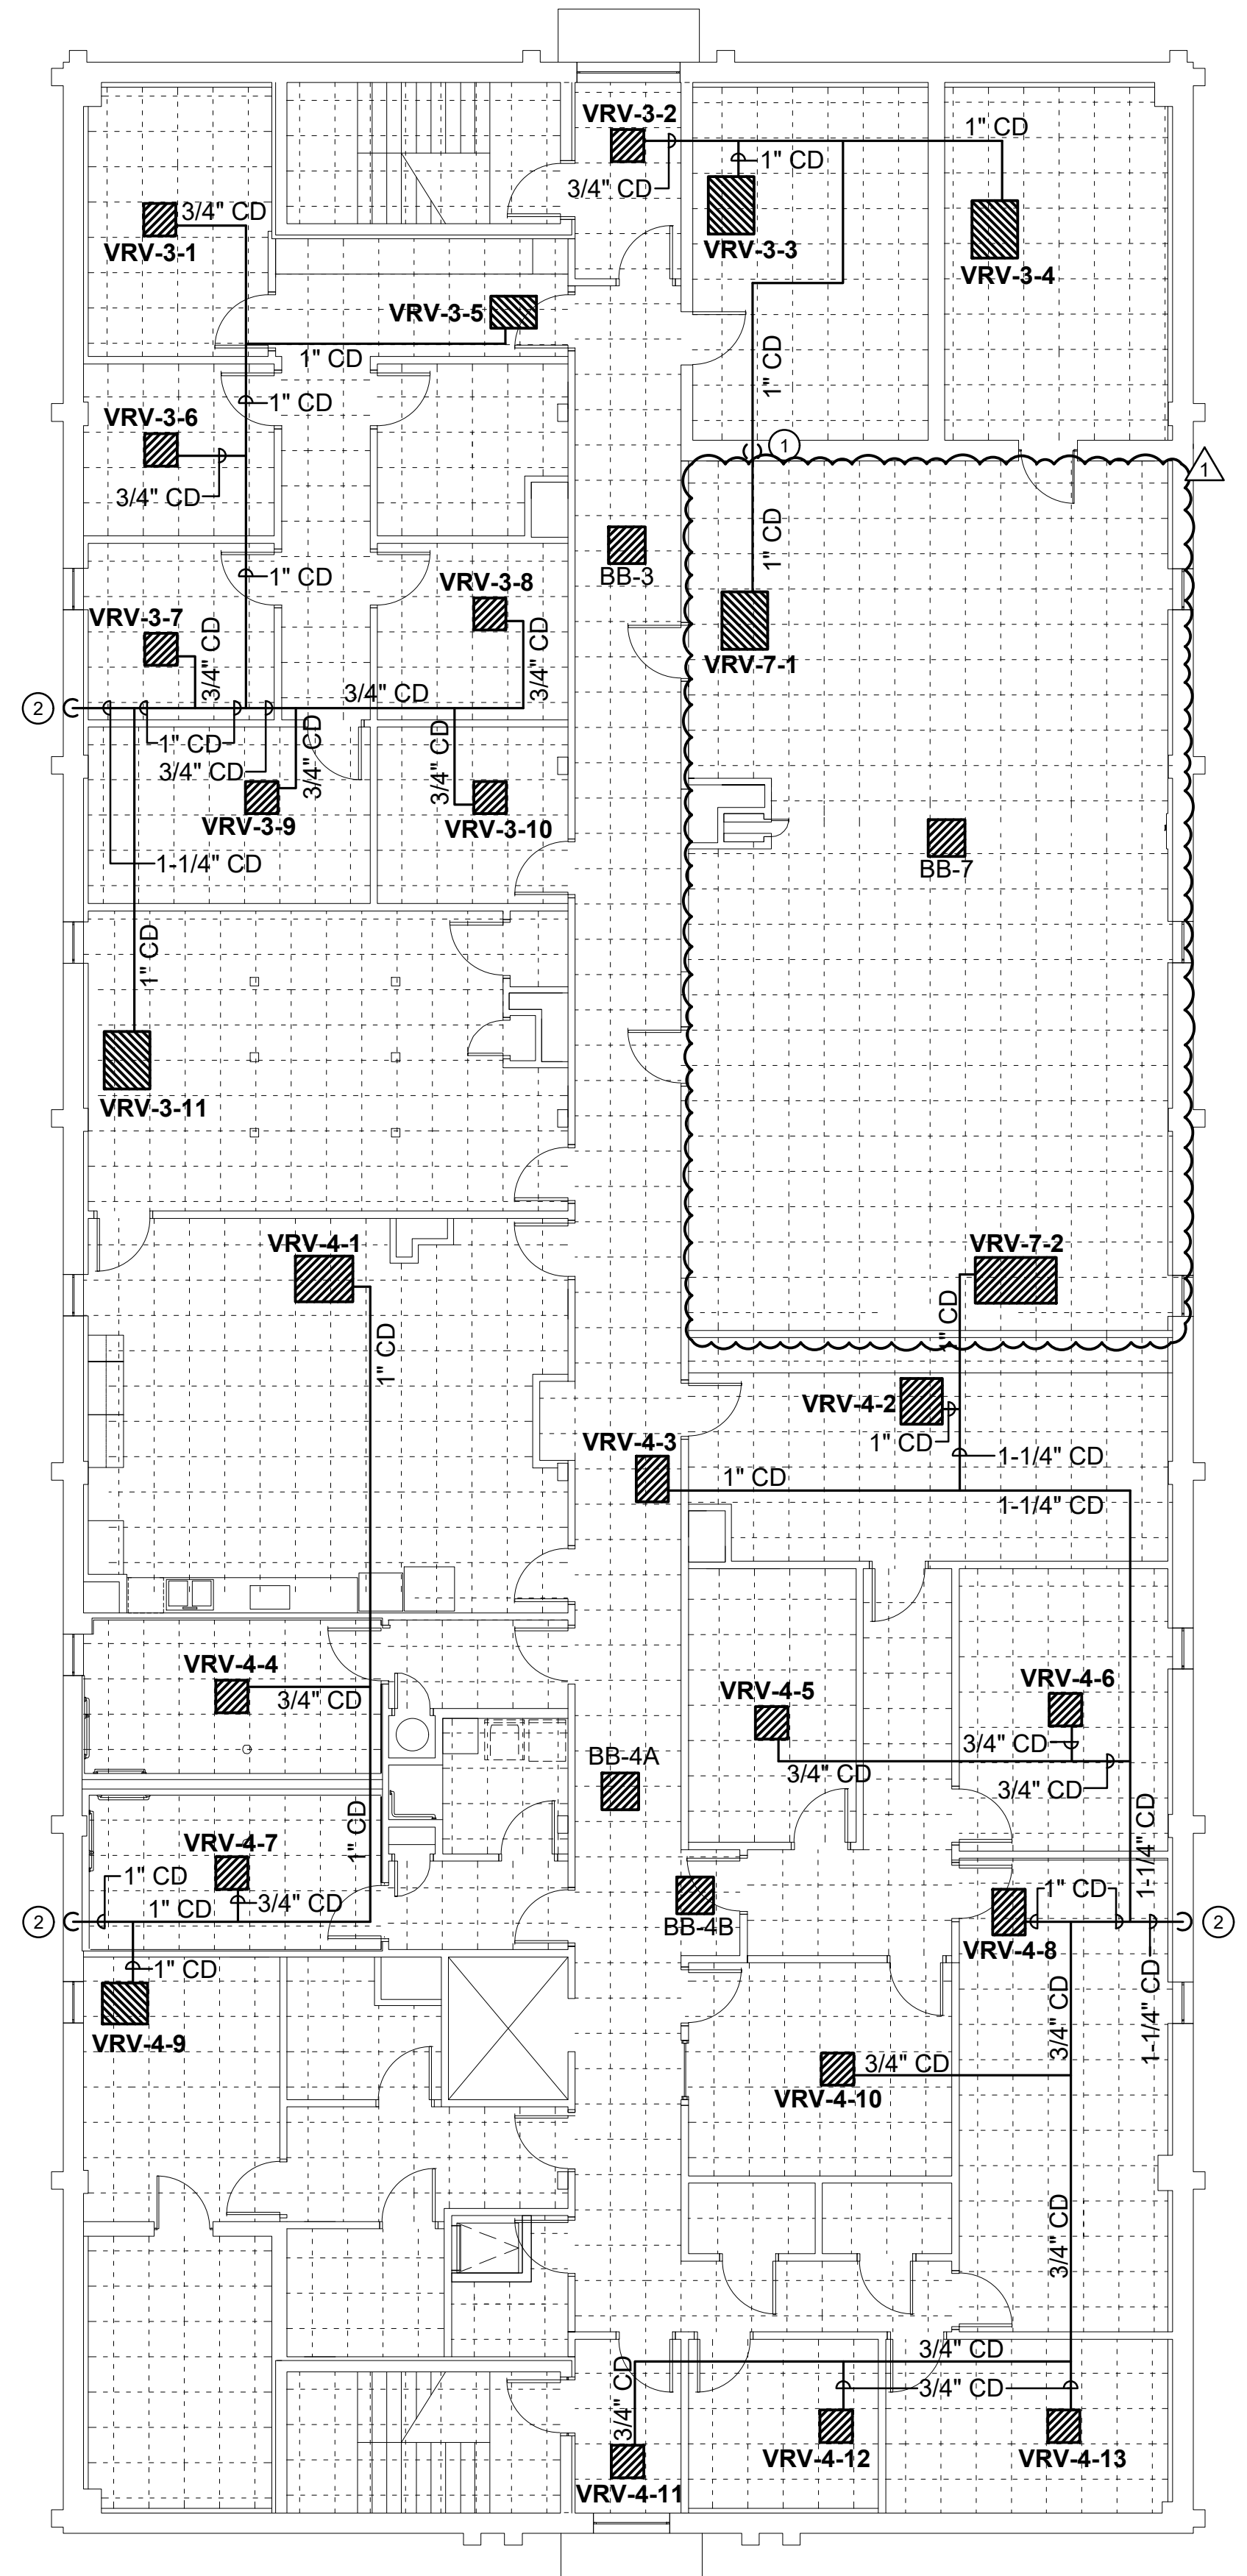 VRV-3-2
1" CD
1" CD
3/4" CD
3/4" CD
VRV-3-1
VRV-3-3
VRV-3-4
VRV-3-5
1" CD
1" CD
1" CD
VRV-3-6
1
1
3/4" CD
1" CD
1" CD
BB-3
VRV-3-8
VRV-3-7
3/4" CD
3/4" CD
VRV-7-1
3/4" CD
2
1" CD
3/4" CD
3/4" CD
3/4" CD
VRV-3-9
VRV-3-10
1-1/4" CD
BB-7
1" CD
VRV-3-11
VRV-4-1
VRV-7-2
1" CD
1" CD
VRV-4-2
VRV-4-3
1" CD
1-1/4" CD
1" CD
1-1/4" CD
VRV-4-4
3/4" CD
VRV-4-5
VRV-4-6
3/4" CD
BB-4A
3/4" CD
3/4" CD
1" CD
VRV-4-7
1-1/4" CD
1" CD
3/4" CD
1" CD
1" CD
2
2
BB-4B
VRV-4-8
1" CD
3/4" CD
1-1/4" CD
VRV-4-9
3/4" CD
VRV-4-10
3/4" CD
3/4" CD
3/4" CD
3/4" CD
VRV-4-12
VRV-4-13
VRV-4-11